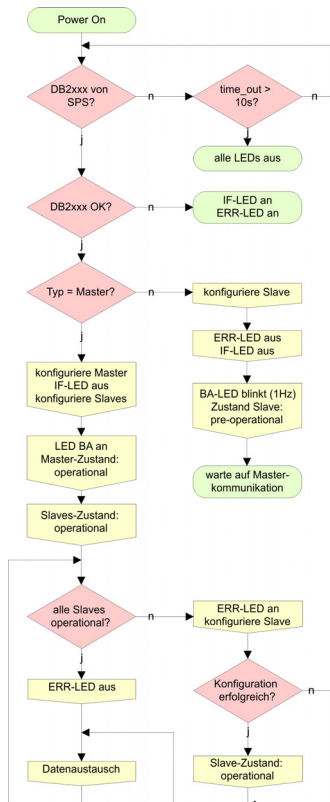 Power On
DB2xxx von
SPS?
n
time_out >
10s?
j
alle LEDs aus
DB2xxx OK?
n
IF-LED an
ERR-LED an
j
Typ = Master?
n
konfiguriere Slave
j
ERR-LED aus
IF-LED aus
konfiguriere Master
IF-LED aus
konfiguriere Slaves
BA-LED blinkt (1Hz)
Zustand Slave:
pre-operational
LED BA an
Master-Zustand:
operational
warte auf Master-
kommunikation
Slaves-Zustand:
operational
alle Slaves
operational?
n
ERR-LED an
konfiguriere Slave
j
ERR-LED aus
Konfiguration
erfolgreich?
n
j
Datenaustausch
Slave-Zustand:
operational